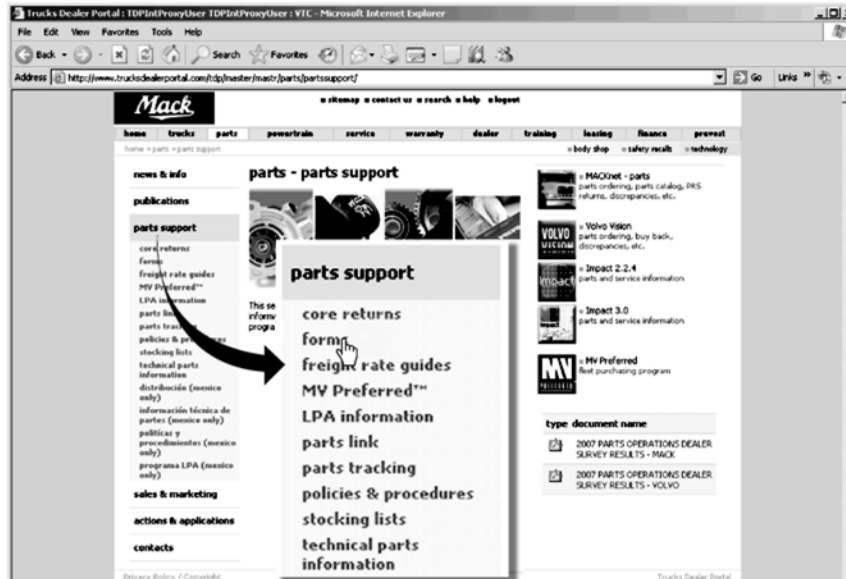 Trucks Dealer Portal : TDPIntProxyUser TDPIntProxyUser : VTC - Microsoft Internet Explorer
File Edit View Favorites Tools Help
Back Search Favorites
Address http://www.trucksdealerportal.com/tdp/master/mastr/parts/partssupport/ Go Links »
Mack
sitemap contact us search help logout
home trucks parts powertrain service warranty dealer training leasing finance prevost
home > parts > parts support
body shop safety recalls technology
news & info
publications
parts support
core returns
forms
freight rate guides
MV Preferred™
LPA information
parts link
parts tracking
policies & procedures
stocking lists
technical parts
information
distribución (mexico
only)
información técnica de
partes (mexico only)
políticas y
procedimientos (mexico
only)
programa LPA (mexico
only)
sales & marketing
actions & applications
contacts
parts - parts support
This se
inform
progra
parts support
core returns
forms
freight rate guides
MV Preferred™
LPA information
parts link
parts tracking
policies & procedures
stocking lists
technical parts
information
MACKnet - parts
parts ordering, parts catalog, PRS
returns, discrepancies, etc.
VOLVO
VISION
Volvo Vision
parts ordering, buy back,
discrepancies, etc.
impact
Impact 2.2.4
parts and service information
Impact 3.0
parts and service information
MV
PREFERRED
MV Preferred
fleet purchasing program
type document name
2007 PARTS OPERATIONS DEALER
SURVEY RESULTS - MACK
2007 PARTS OPERATIONS DEALER
SURVEY RESULTS - VOLVO
Privacy Policy / Copyright
Trucks Dealer Portal